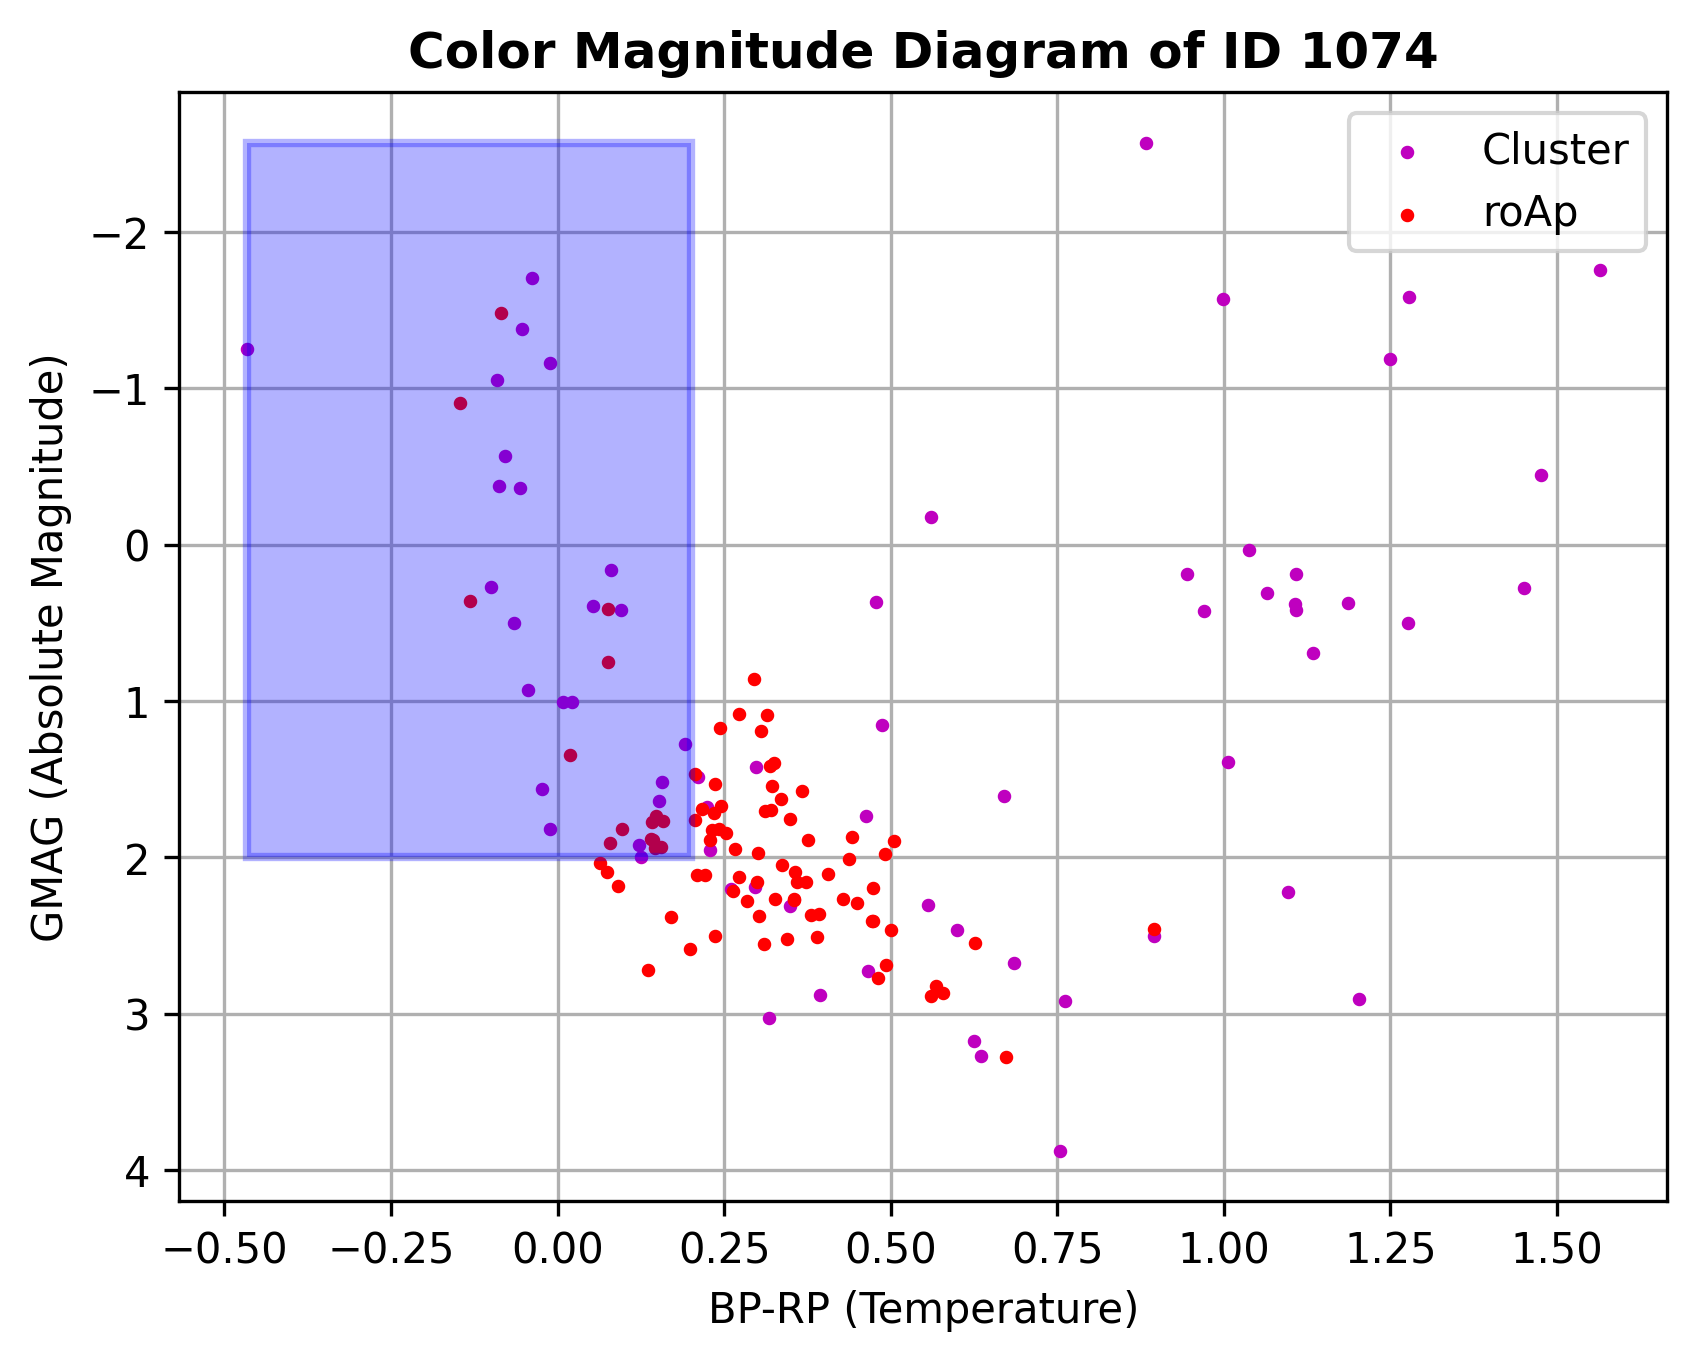 Color Magnitude Diagram of ID 1074
Cluster
roAp
GMAG (Absolute Magnitude)
−2
−1
0
1
2
3
4
−0.50 −0.25 0.00 0.25 0.50 0.75 1.00 1.25 1.50
BP-RP (Temperature)